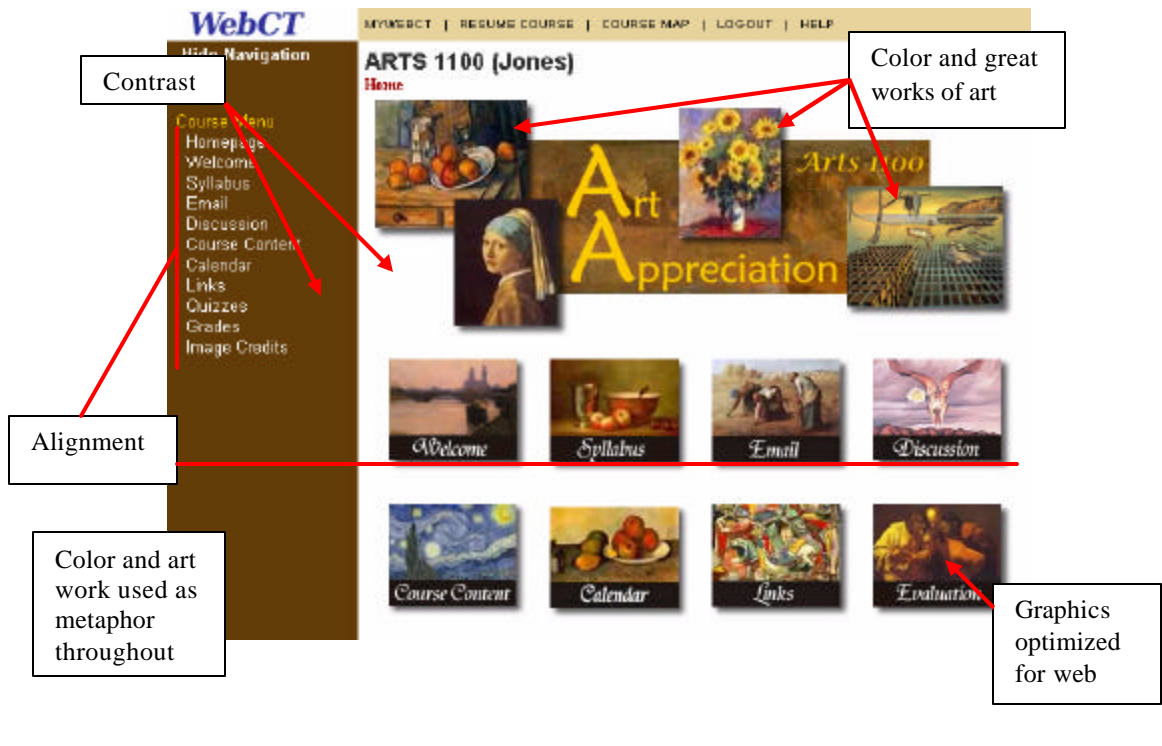 WebCT
MYWEBCT | RESUME COURSE | COURSE MAP | LOGOUT | HELP
Hide Navigation
ARTS 1100 (Jones)
Home
Contrast
Color and great
works of art
Course Menu
Homepage
Welcome
Syllabus
Email
Discussion
Course Content
Calendar
Links
Quizzes
Grades
Image Credits
Arts 1100
Art
Appreciation
Alignment
Welcome
Syllabus
Email
Discussion
Color and art
work used as
metaphor
throughout
Course Content
Calendar
Links
Evaluation
Graphics
optimized
for web